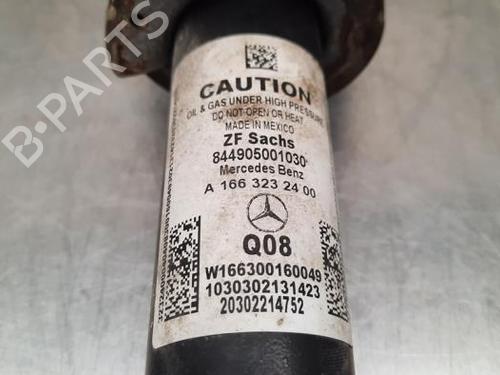 B-PARTS
CAUTION
OIL & GAS UNDER HIGH PRESSURE
DO NOT OPEN OR HEAT
MADE IN MEXICO
ZF Sachs
844905001030
Mercedes Benz
A 166 323 24 00
Q08
W166300160049
1030302131423
20302214752